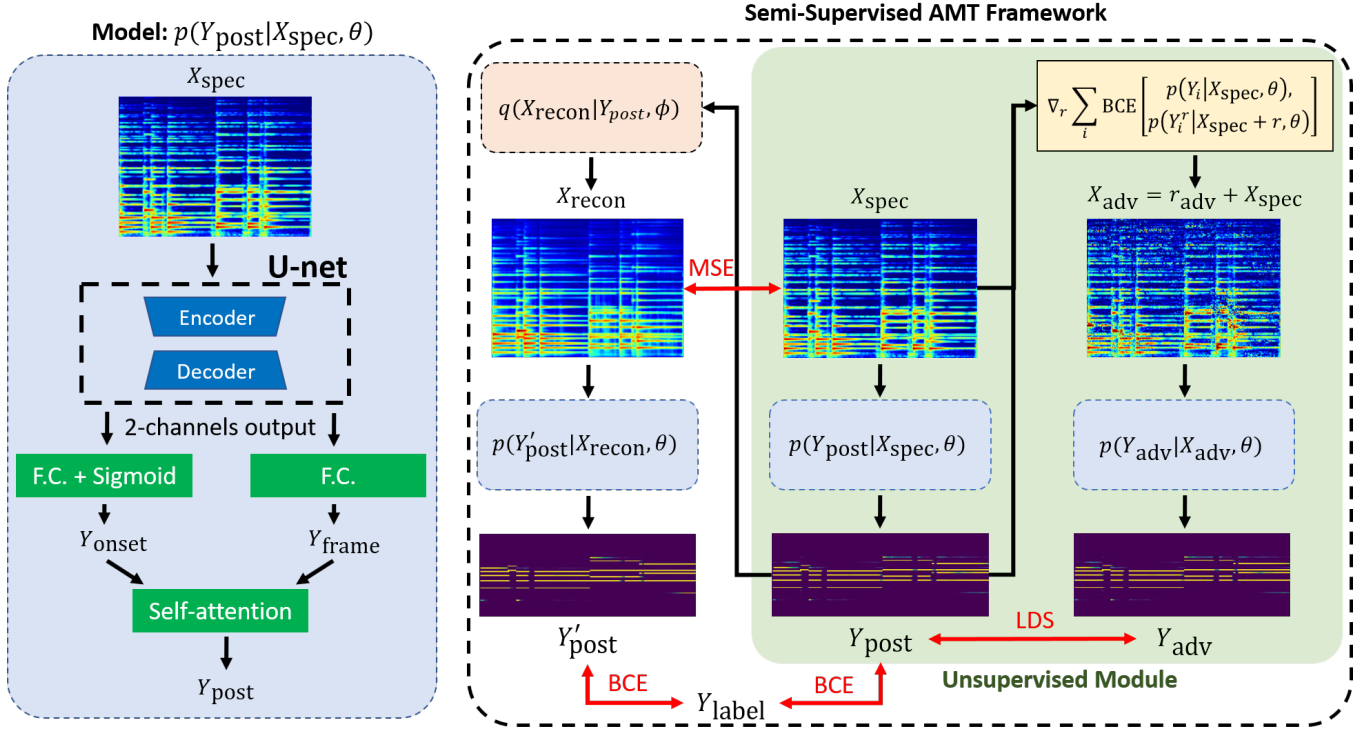 Model: p(Y_post|X_spec, θ)
X_spec
U-net
Encoder
Decoder
2-channels output
F.C. + Sigmoid
F.C.
Y_onset
Y_frame
Self-attention
Y_post
Semi-Supervised AMT Framework
q(X_recon|Y_post, ϕ)
X_recon
MSE
p(Y′_post|X_recon, θ)
Y′_post
X_spec
p(Y_post|X_spec, θ)
Y_post
∇_r ∑_i BCE [p(Y_i|X_spec, θ),
p(Y_i^r|X_spec + r, θ)]
X_adv = r_adv + X_spec
p(Y_adv|X_adv, θ)
Y_adv
LDS
Unsupervised Module
BCE
Y_label
BCE